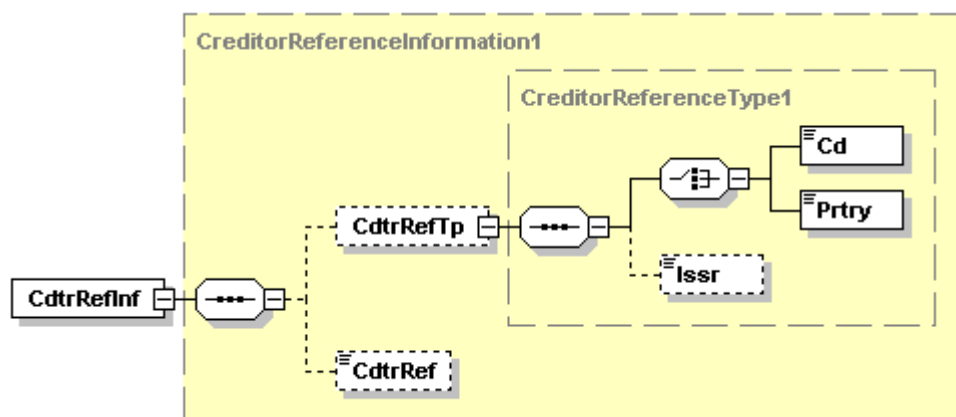 CreditorReferenceInformation1
CreditorReferenceType1
Cd
Prtry
CdtrRefTp
Issr
CdtrRefInf
CdtrRef